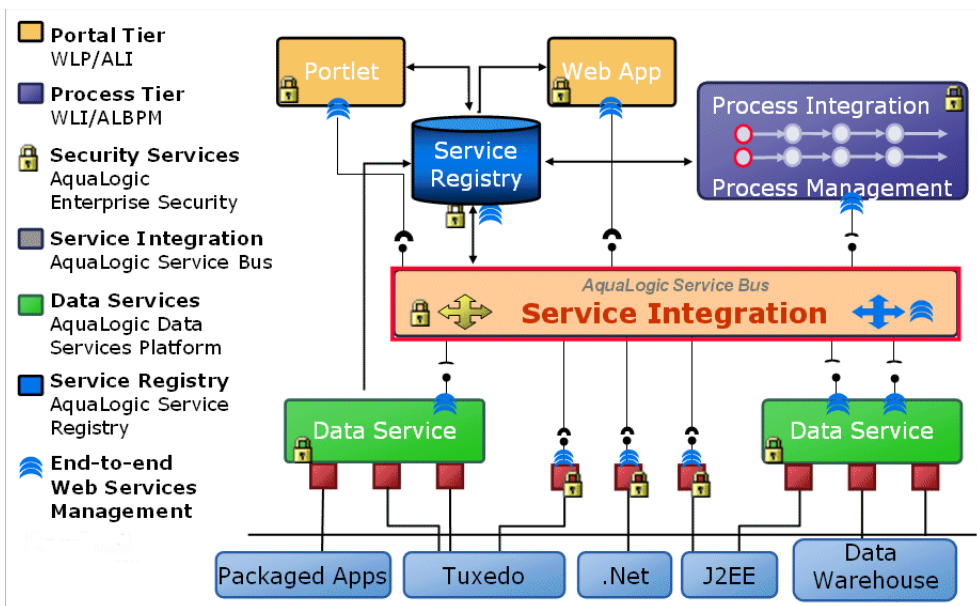 Portal Tier
WLP/ALI
Process Tier
WLI/ALBPM
Security Services
AquaLogic
Enterprise Security
Service Integration
AquaLogic Service Bus
Data Services
AquaLogic Data
Services Platform
Service Registry
AquaLogic Service
Registry
End-to-end
Web Services
Management
Portlet
Web App
Service
Registry
Process Integration
Process Management
AquaLogic Service Bus
Service Integration
Data Service
Data Service
Packaged Apps
Tuxedo
.Net
J2EE
Data
Warehouse